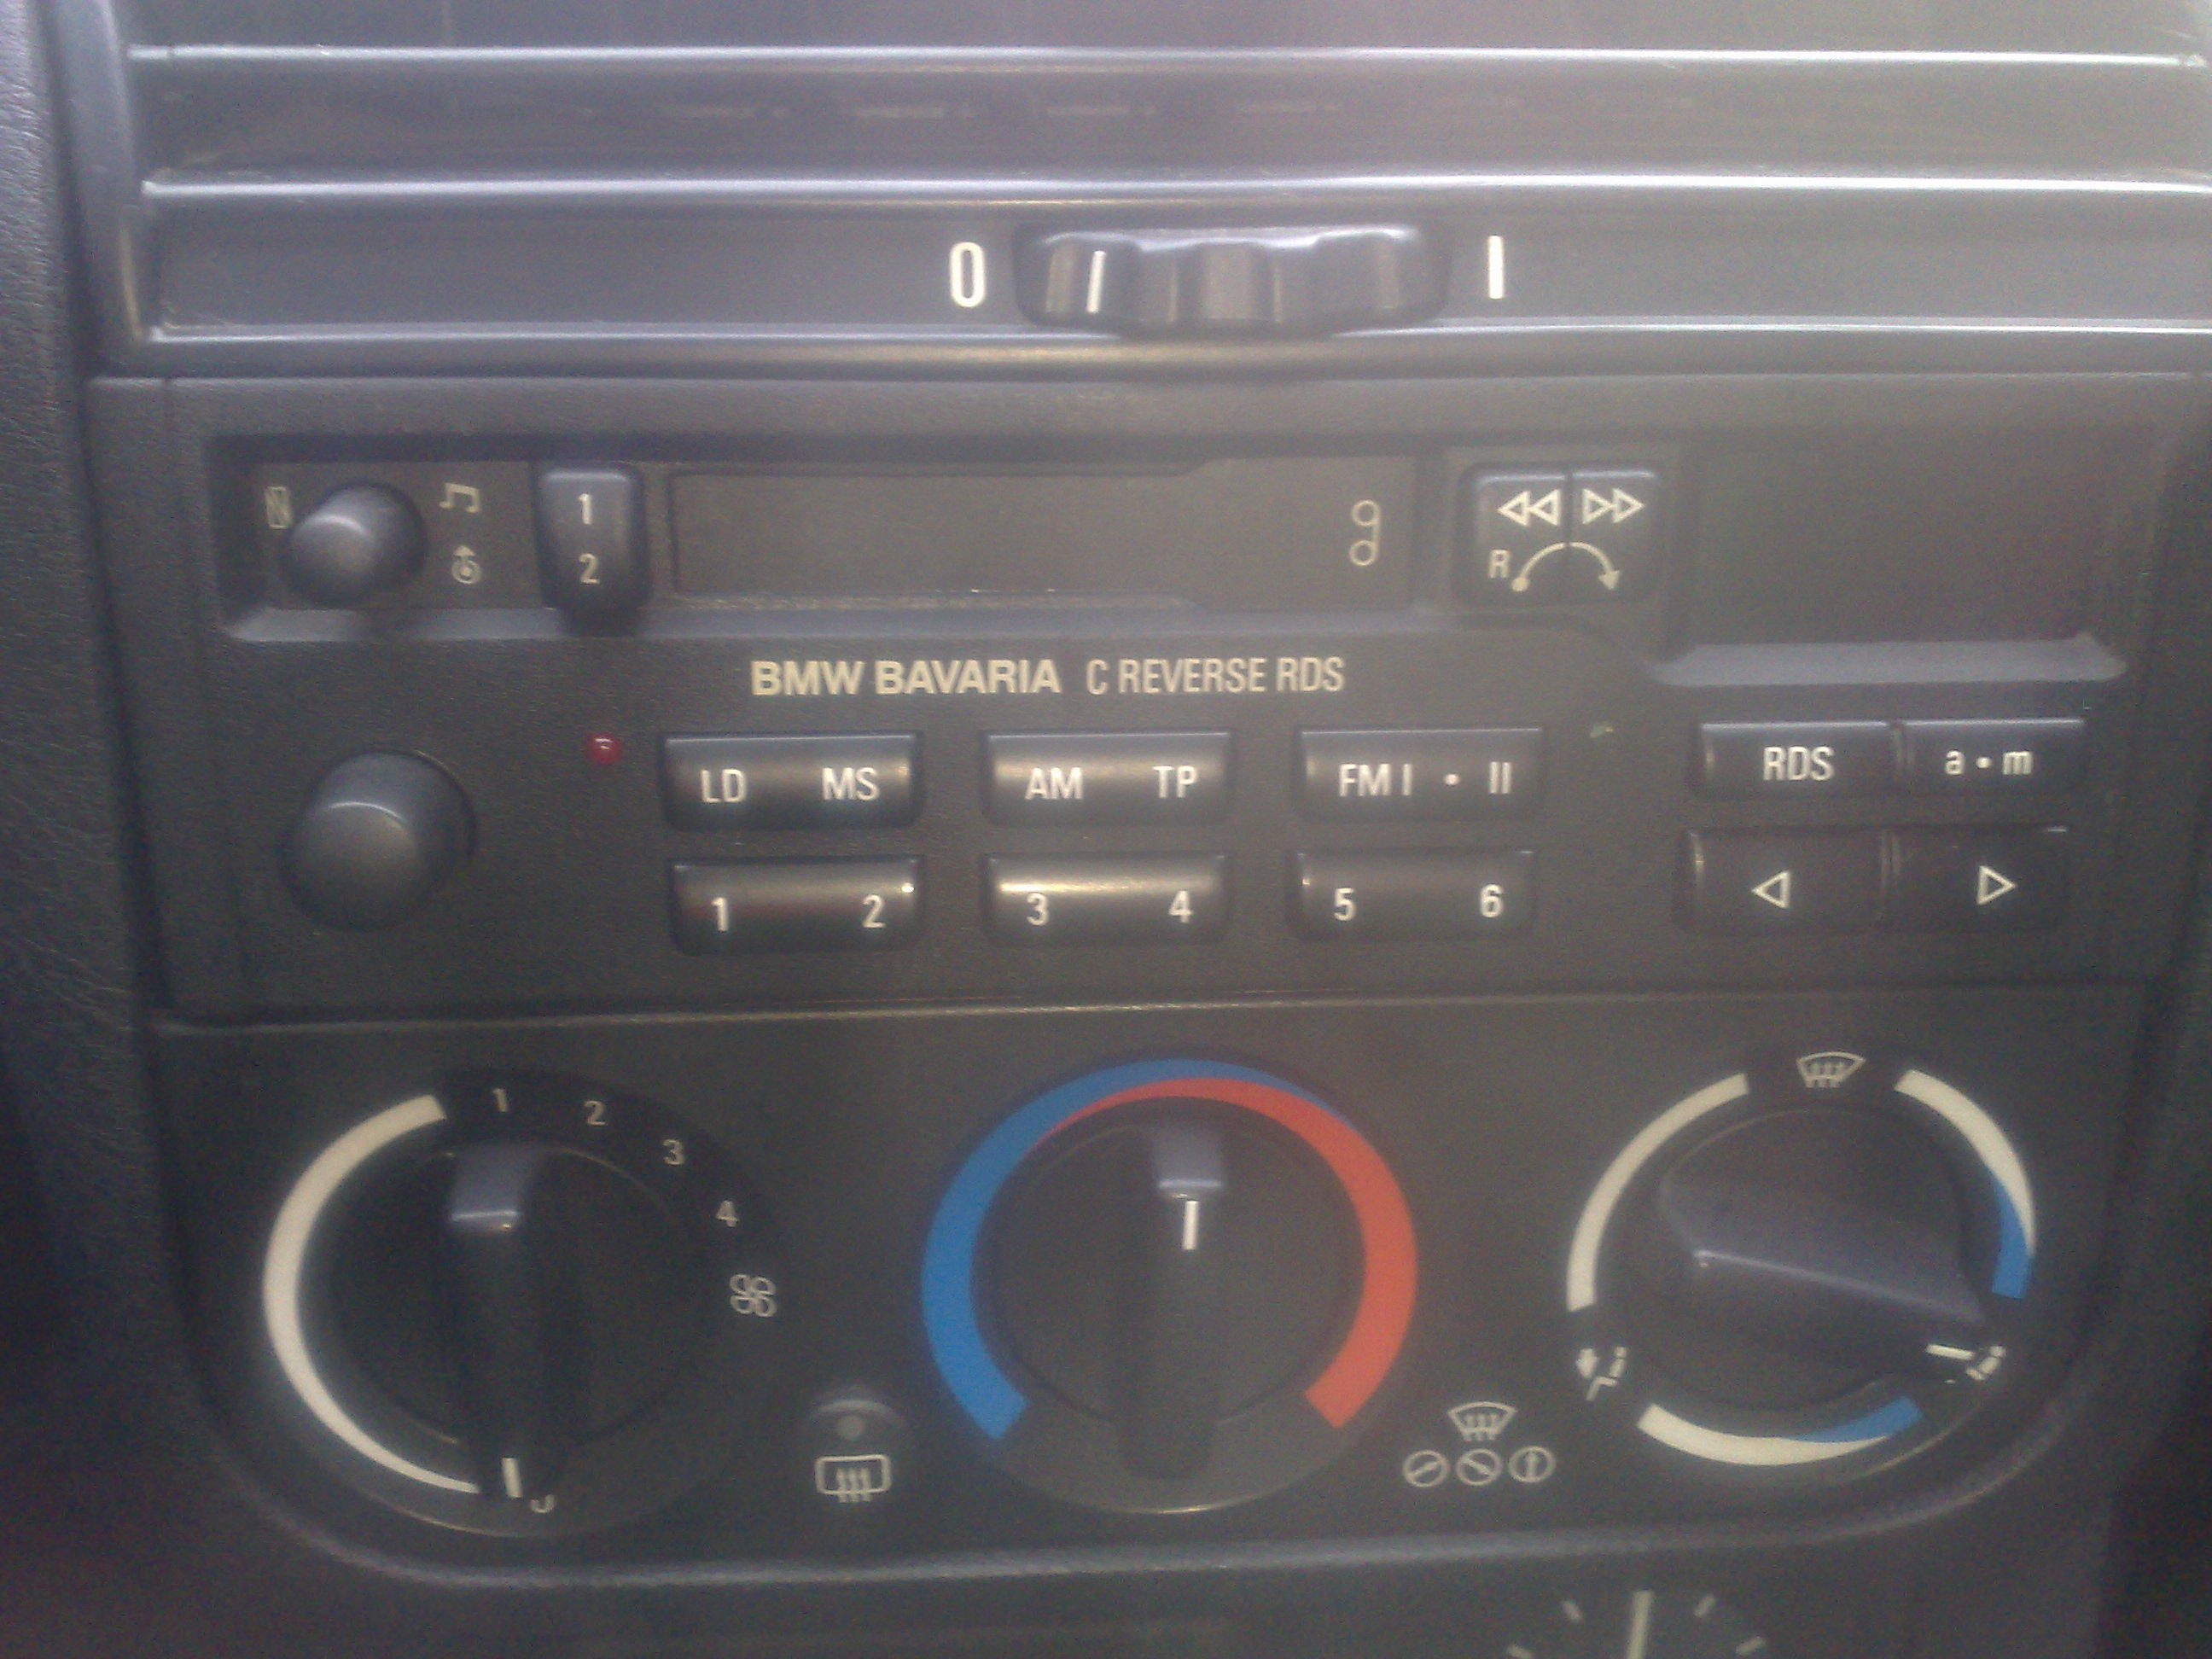 0 I
1
2
R
BMW BAVARIA C REVERSE RDS
LD MS AM TP FM I • II RDS a • m
1 2 3 4 5 6
1 2 3 4